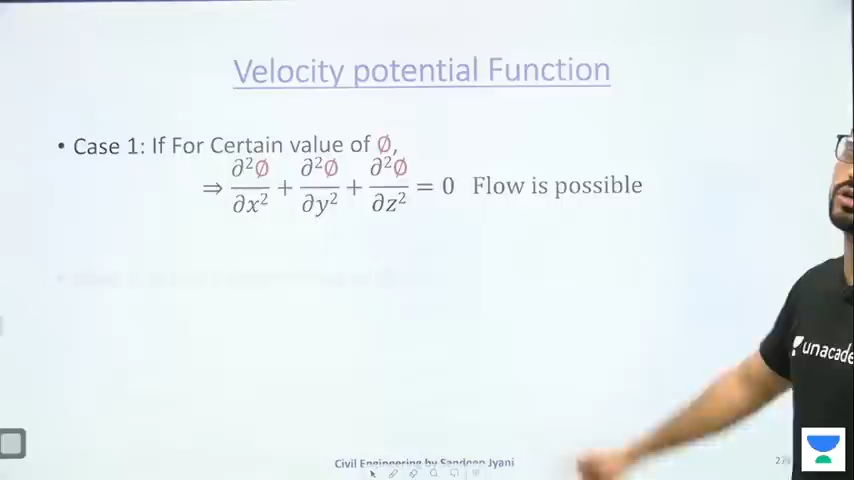 Velocity potential Function
• Case 1: If For Certain value of ∅,
⇒ ∂²∅/∂x² + ∂²∅/∂y² + ∂²∅/∂z² = 0 Flow is possible
unacade
Civil Engineering by Sandeep Jyani